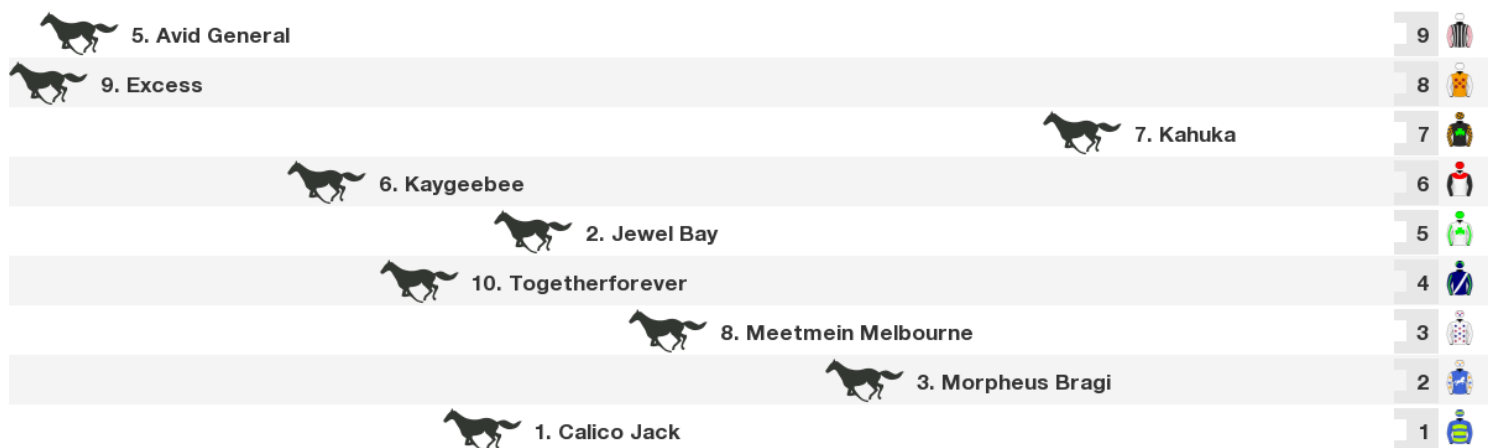 5. Avid General 9
9. Excess 8
7. Kahuka 7
6. Kaygeebee 6
2. Jewel Bay 5
10. Togetherforever 4
8. Meetmein Melbourne 3
3. Morpheus Bragi 2
1. Calico Jack 1